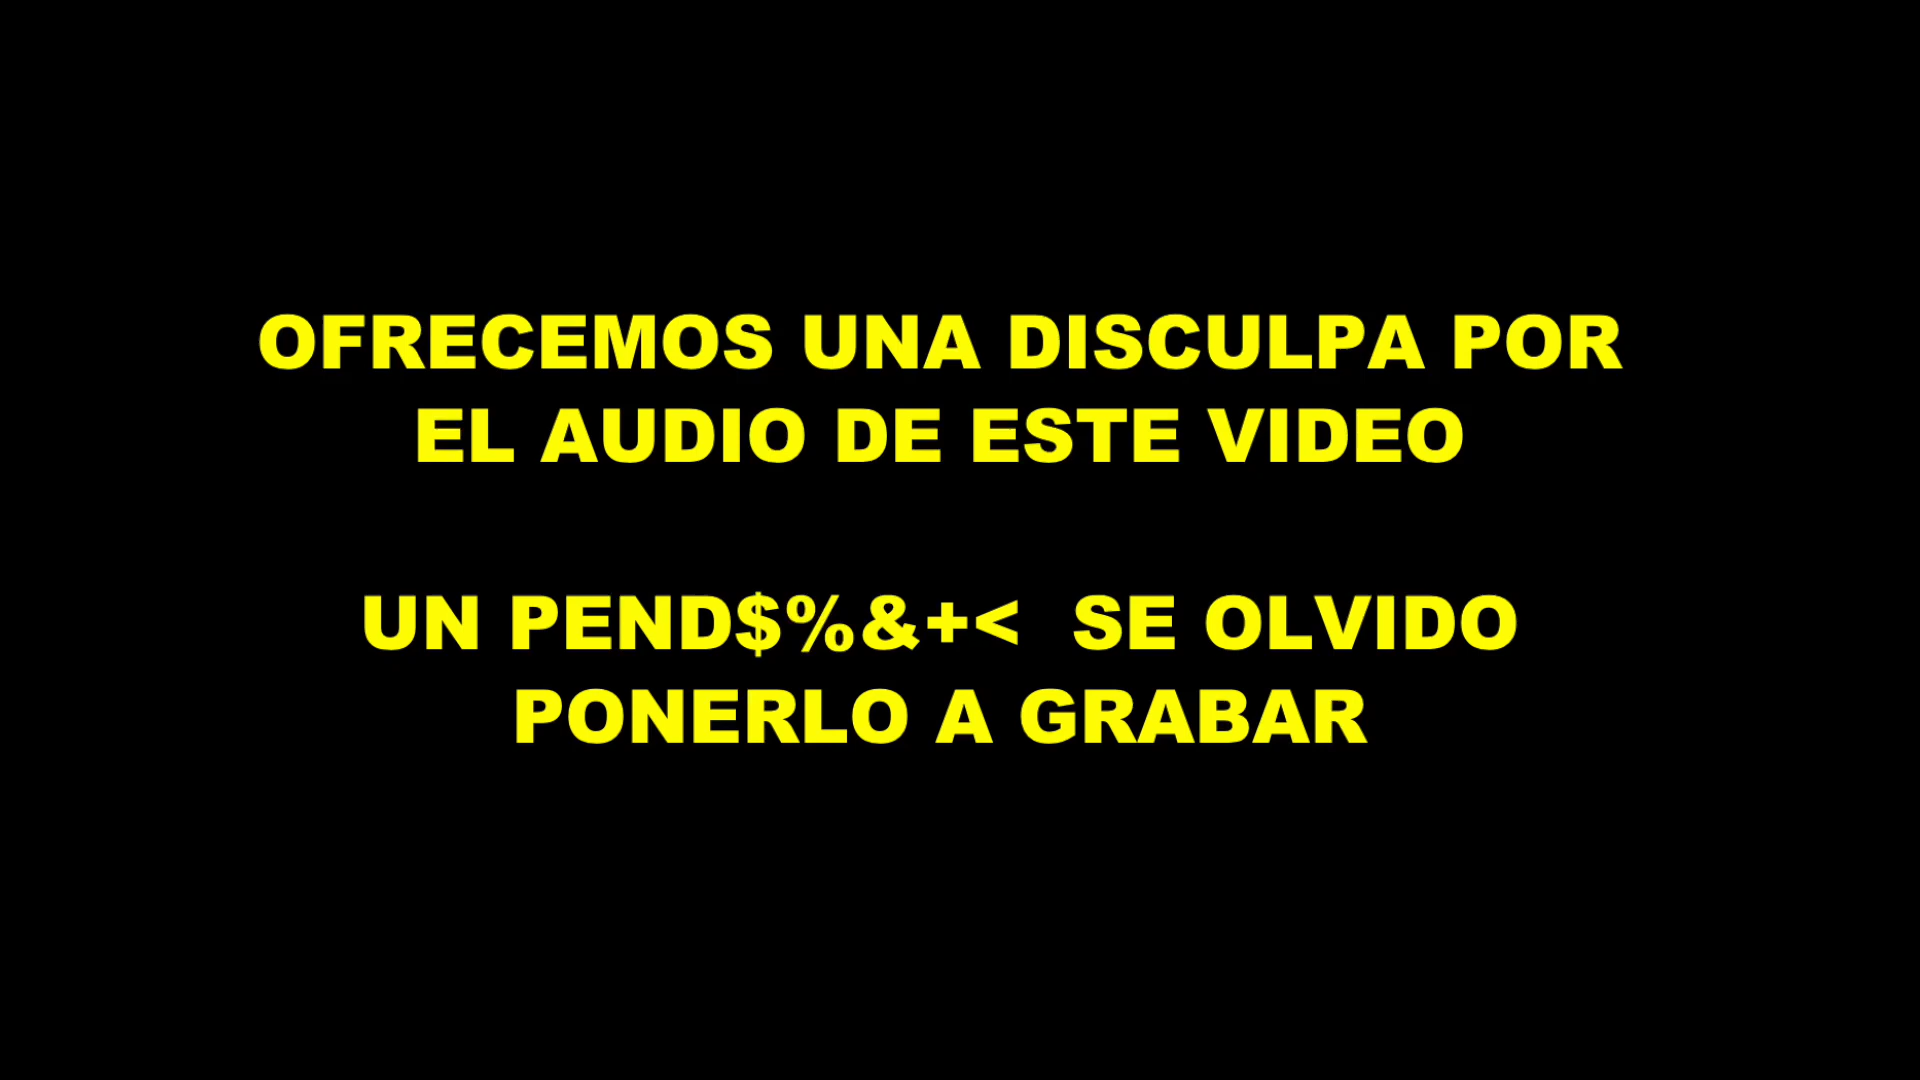 OFRECEMOS UNA DISCULPA POR
EL AUDIO DE ESTE VIDEO
UN PEND$%&+< SE OLVIDO
PONERLO A GRABAR